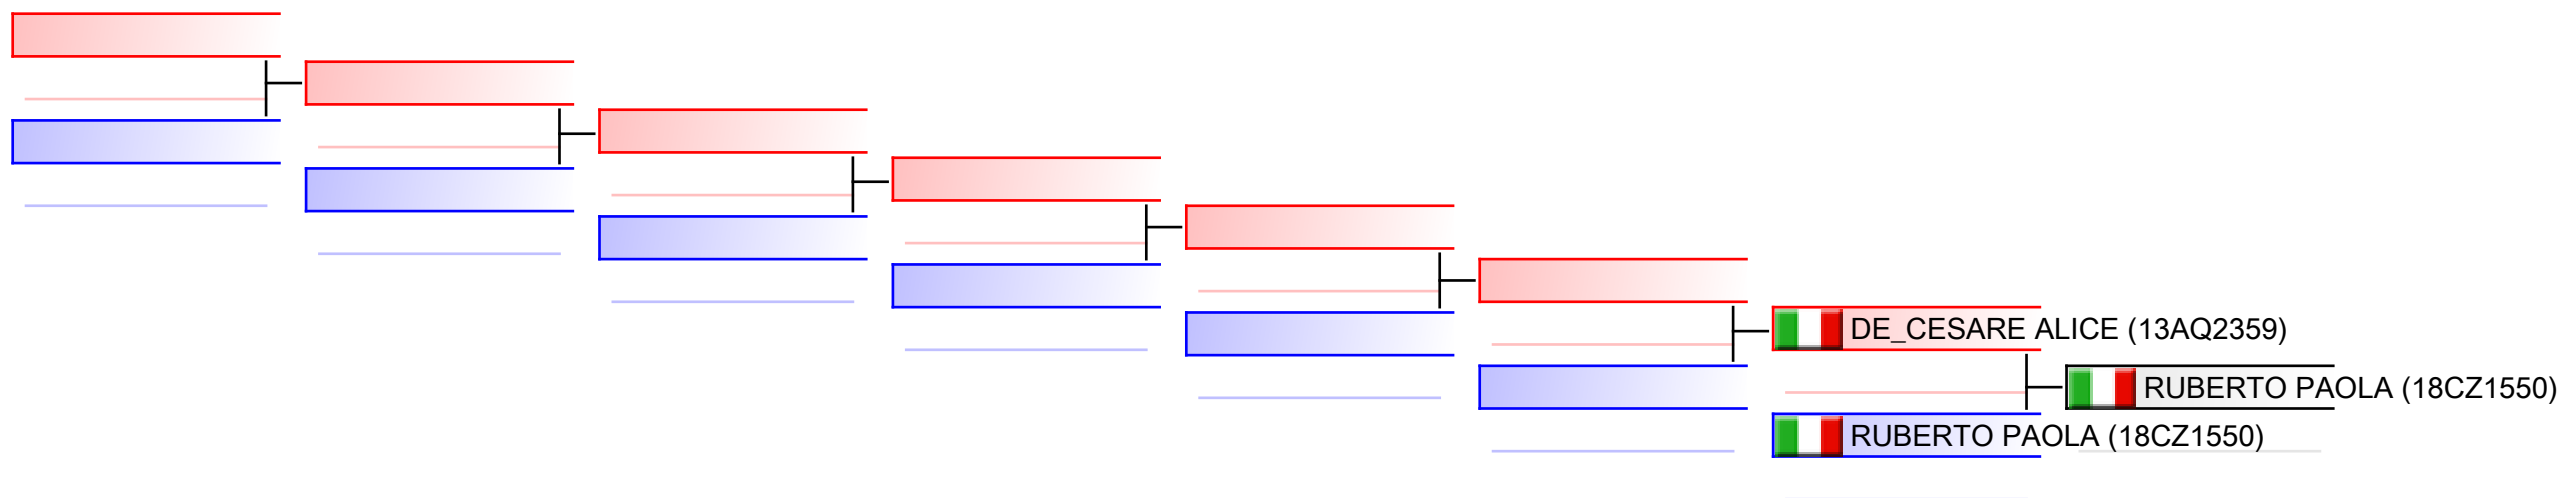 DE_CESARE ALICE (13AQ2359)
RUBERTO PAOLA (18CZ1550)
RUBERTO PAOLA (18CZ1550)